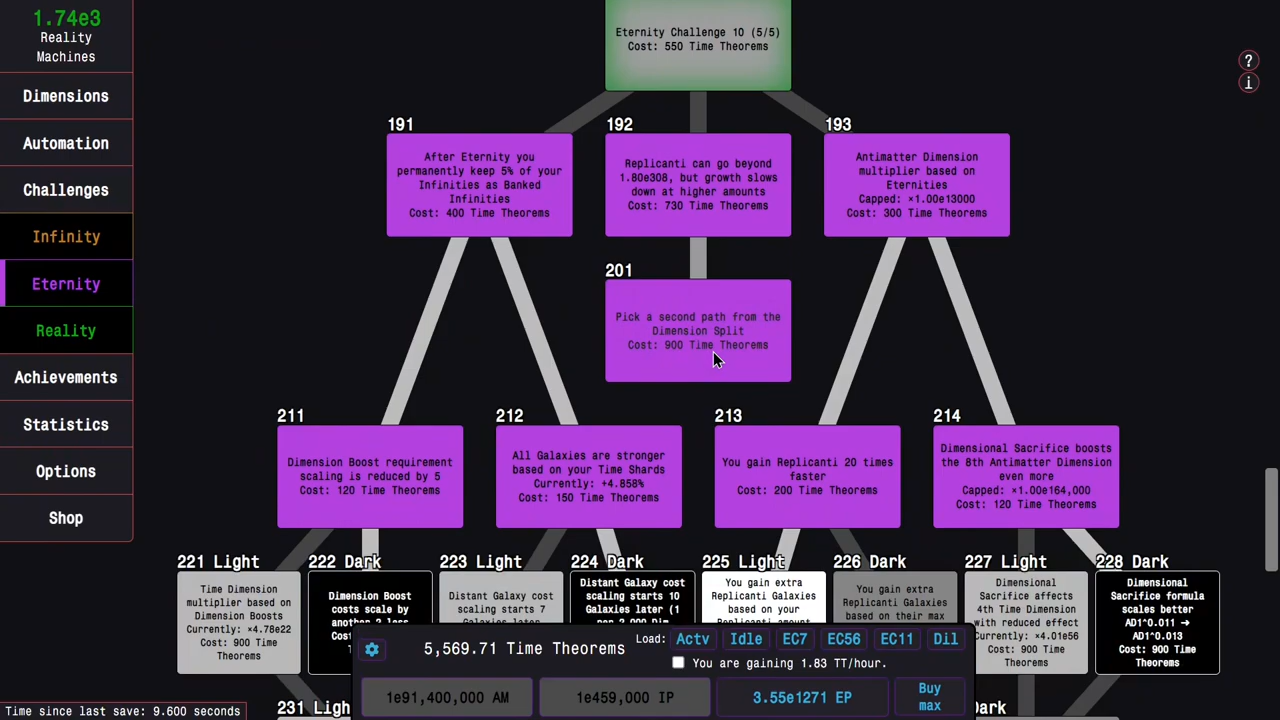 1.74e3
Reality
Machines
Dimensions
Automation
Challenges
Infinity
Eternity
Reality
Achievements
Statistics
Options
Shop
Time since last save: 9.600 seconds
?
i
Eternity Challenge 10 (5/5)
Cost: 550 Time Theorems
191
After Eternity you
permanently keep 5% of your
Infinities as Banked
Infinities
Cost: 400 Time Theorems
192
Replicanti can go beyond
1.80e308, but growth slows
down at higher amounts
Cost: 730 Time Theorems
193
Antimatter Dimension
multiplier based on
Eternities
Capped: ×1.00e13000
Cost: 300 Time Theorems
201
Pick a second path from the
Dimension Split
Cost: 900 Time Theorems
211
Dimension Boost requirement
scaling is reduced by 5
Cost: 120 Time Theorems
212
All Galaxies are stronger
based on your Time Shards
Currently: +4.858%
Cost: 150 Time Theorems
213
You gain Replicanti 20 times
faster
Cost: 200 Time Theorems
214
Dimensional Sacrifice boosts
the 8th Antimatter Dimension
even more
Capped: ×1.00e164,000
Cost: 120 Time Theorems
221 Light
Time Dimension
multiplier based on
Dimension Boosts
Currently: ×4.78e22
Cost: 900 Time
Theorems
222 Dark
Dimension Boost
costs scale by
another 2 less
Cos
223 Light
Distant Galaxy cost
scaling starts 7
Galaxies later
224 Dark
Distant Galaxy cost
scaling starts 10
Galaxies later (1
per 2,000 Dim
225 Light
You gain extra
Replicanti Galaxies
based on your
Replicanti amount
226 Dark
You gain extra
Replicanti Galaxies
based on their max
227 Light
Dimensional
Sacrifice affects
4th Time Dimension
with reduced effect
Currently: ×4.01e56
Cost: 900 Time
Theorems
228 Dark
Dimensional
Sacrifice formula
scales better
AD1^0.011 →
AD1^0.013
Cost: 900 Time
Theorems
231 Ligh
Dark
5,569.71 Time Theorems
Load: Actv Idle EC7 EC56 EC11 Dil
You are gaining 1.83 TT/hour.
1e91,400,000 AM
1e459,000 IP
3.55e1271 EP
Buy
max